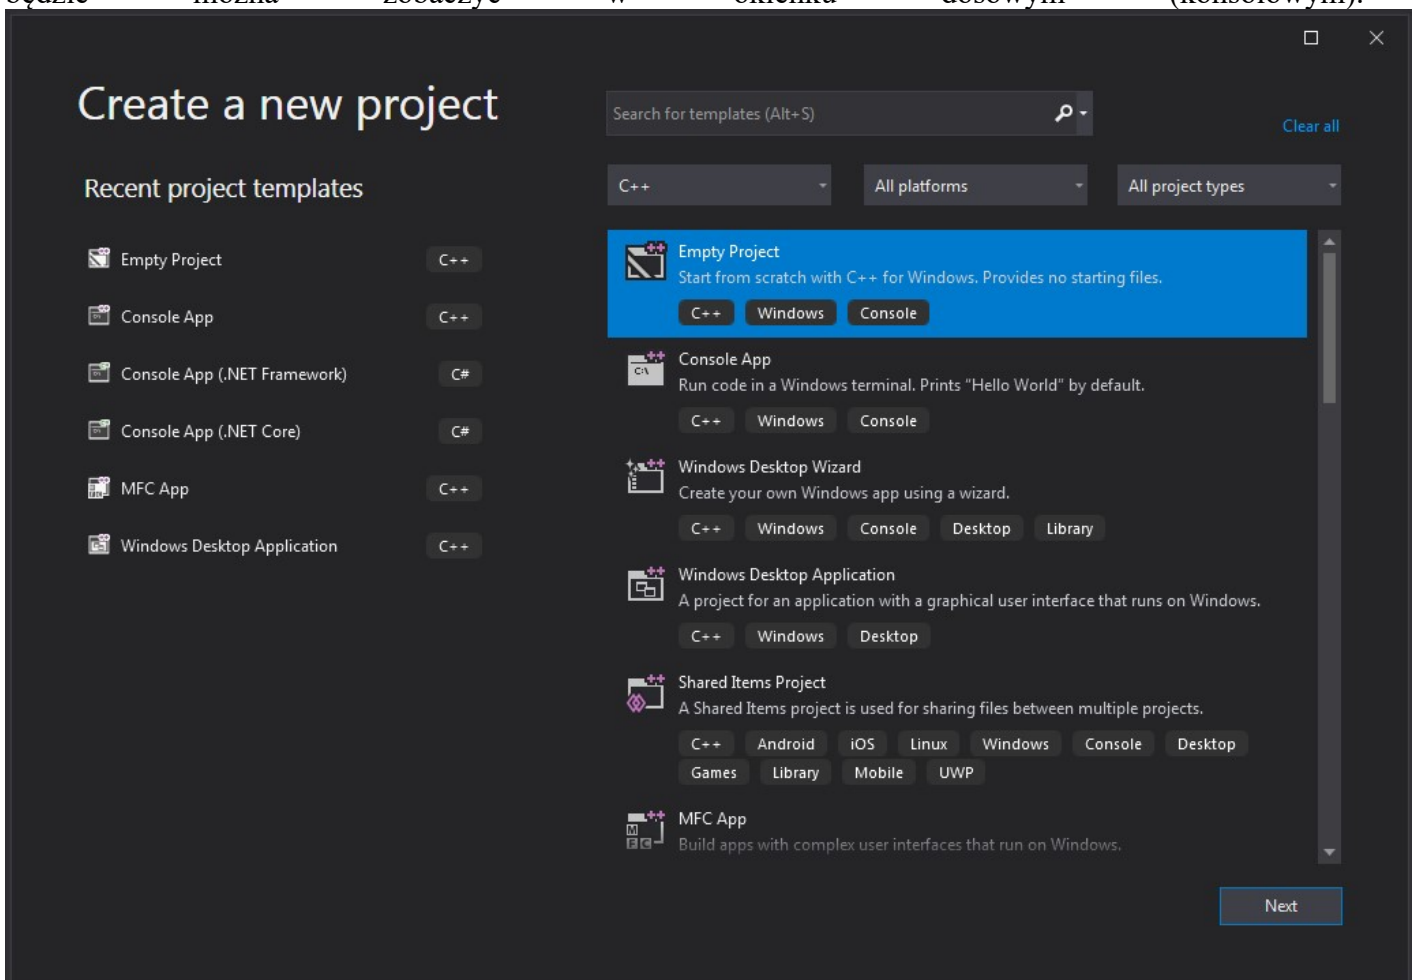 będzie można zobaczyć w okienku dosowym (konsolowym).
Create a new project
Recent project templates
Empty Project C++
Console App C++
Console App (.NET Framework) C#
Console App (.NET Core) C#
MFC App C++
Windows Desktop Application C++
Search for templates (Alt+S)
Clear all
C++ All platforms All project types
Empty Project
Start from scratch with C++ for Windows. Provides no starting files.
C++ Windows Console
Console App
Run code in a Windows terminal. Prints "Hello World" by default.
C++ Windows Console
Windows Desktop Wizard
Create your own Windows app using a wizard.
C++ Windows Console Desktop Library
Windows Desktop Application
A project for an application with a graphical user interface that runs on Windows.
C++ Windows Desktop
Shared Items Project
A Shared Items project is used for sharing files between multiple projects.
C++ Android iOS Linux Windows Console Desktop
Games Library Mobile UWP
MFC App
Build apps with complex user interfaces that run on Windows.
Next